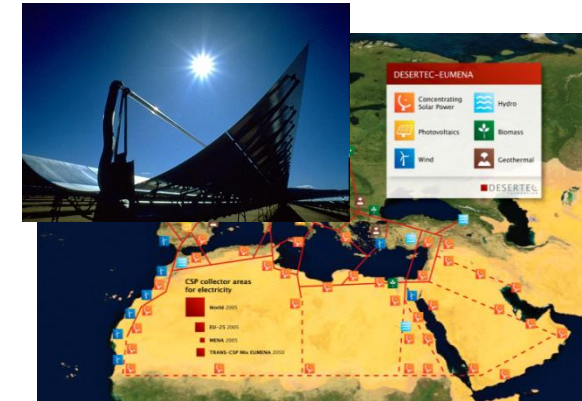 DESERTEC-EUMENA
Concentrating
Solar Power
Hydro
Photovoltaics
Biomass
Wind
Geothermal
DESERTEC
CSP collector areas
for electricity
World 2005
EU-25 2005
MENA 2005
TRANS-CSP Mix EUMENA 2050